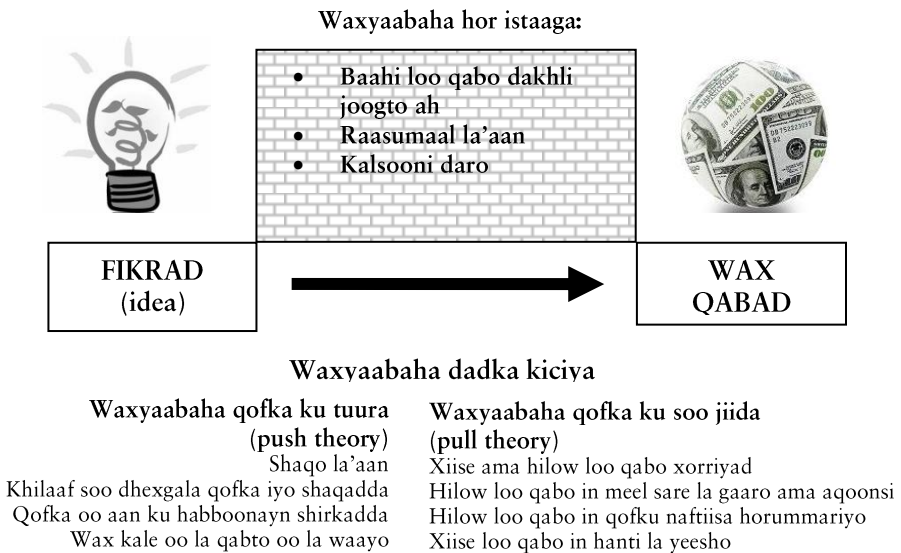 Waxyaabaha hor istaaga:
• Baahi loo qabo dakhli
joogto ah
• Raasumaal la’aan
• Kalsooni daro
FIKRAD
(idea)
WAX
QABAD
Waxyaabaha dadka kiciya
Waxyaabaha qofka ku tuura
(push theory)
Shaqo la’aan
Khilaaf soo dhexgala qofka iyo shaqadda
Qofka oo aan ku habboonayn shirkadda
Wax kale oo la qabto oo la waayo
Waxyaabaha qofka ku soo jiida
(pull theory)
Xiise ama hilow loo qabo xorriyad
Hilow loo qabo in meel sare la gaaro ama aqoonsi
Hilow loo qabo in qofku naftiisa horummariyo
Xiise loo qabo in hanti la yeesho